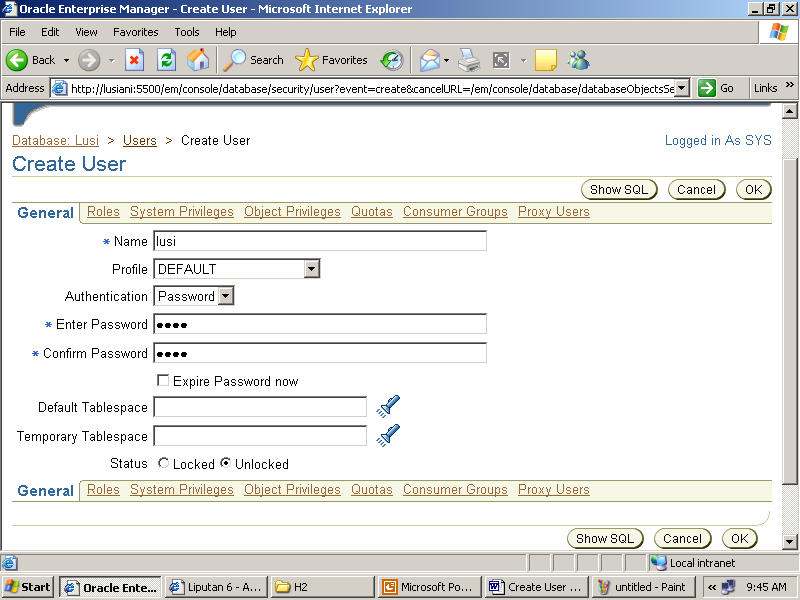 Oracle Enterprise Manager - Create User - Microsoft Internet Explorer
File Edit View Favorites Tools Help
Back Search Favorites
Address http://lusiani:5500/em/console/database/security/user?event=create&cancelURL=/em/console/database/databaseObjectsSe Go Links »
Database: Lusi > Users > Create User Logged in As SYS
Create User
Show SQL Cancel OK
General Roles System Privileges Object Privileges Quotas Consumer Groups Proxy Users
* Name lusi
Profile DEFAULT
Authentication Password
* Enter Password ●●●●
* Confirm Password ●●●●
Expire Password now
Default Tablespace
Temporary Tablespace
Status Locked Unlocked
General Roles System Privileges Object Privileges Quotas Consumer Groups Proxy Users
Show SQL Cancel OK
Local intranet
Start Oracle Ente... Liputan 6 - A... H2 Microsoft Po... Create User ... untitled - Paint « 9:45 AM